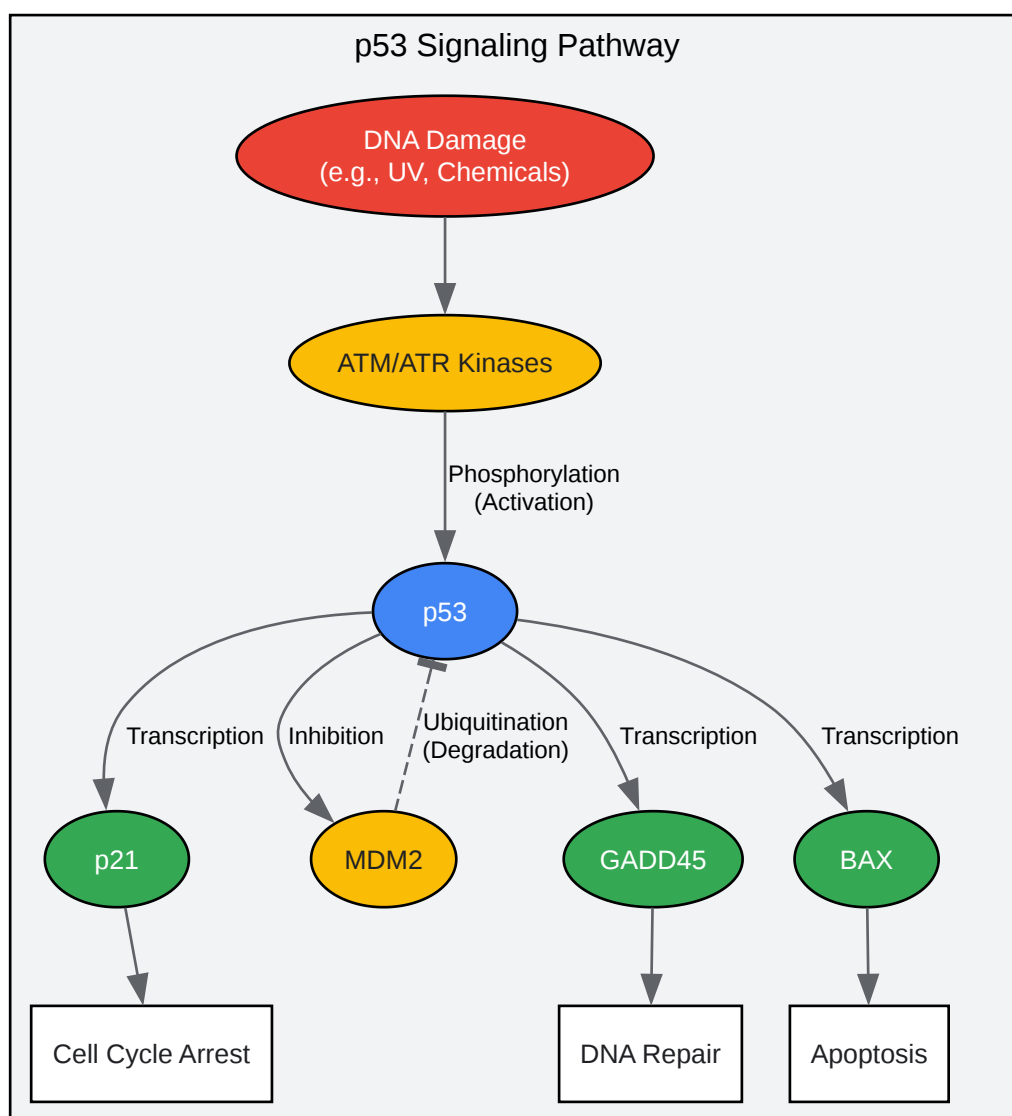 p53 Signaling Pathway
DNA Damage
(e.g., UV, Chemicals)
ATM/ATR Kinases
Phosphorylation
(Activation)
p53
Transcription
Inhibition
Ubiquitination
(Degradation)
Transcription
Transcription
p21
MDM2
GADD45
BAX
Cell Cycle Arrest
DNA Repair
Apoptosis